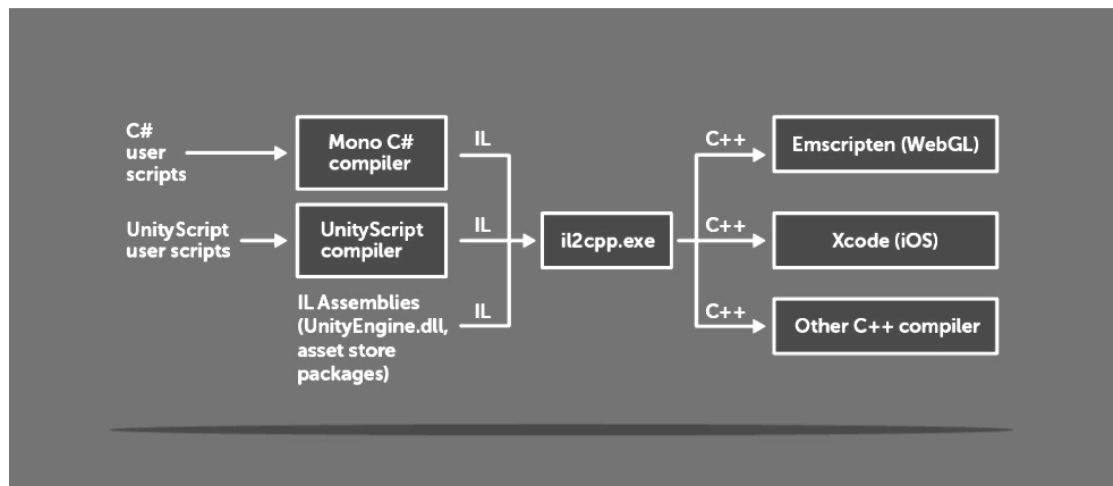 C#
user
scripts
Mono C#
compiler
IL
C++
Emscripten (WebGL)
UnityScript
user scripts
UnityScript
compiler
IL
il2cpp.exe
C++
Xcode (iOS)
IL Assemblies
(UnityEngine.dll,
asset store
packages)
IL
C++
Other C++ compiler